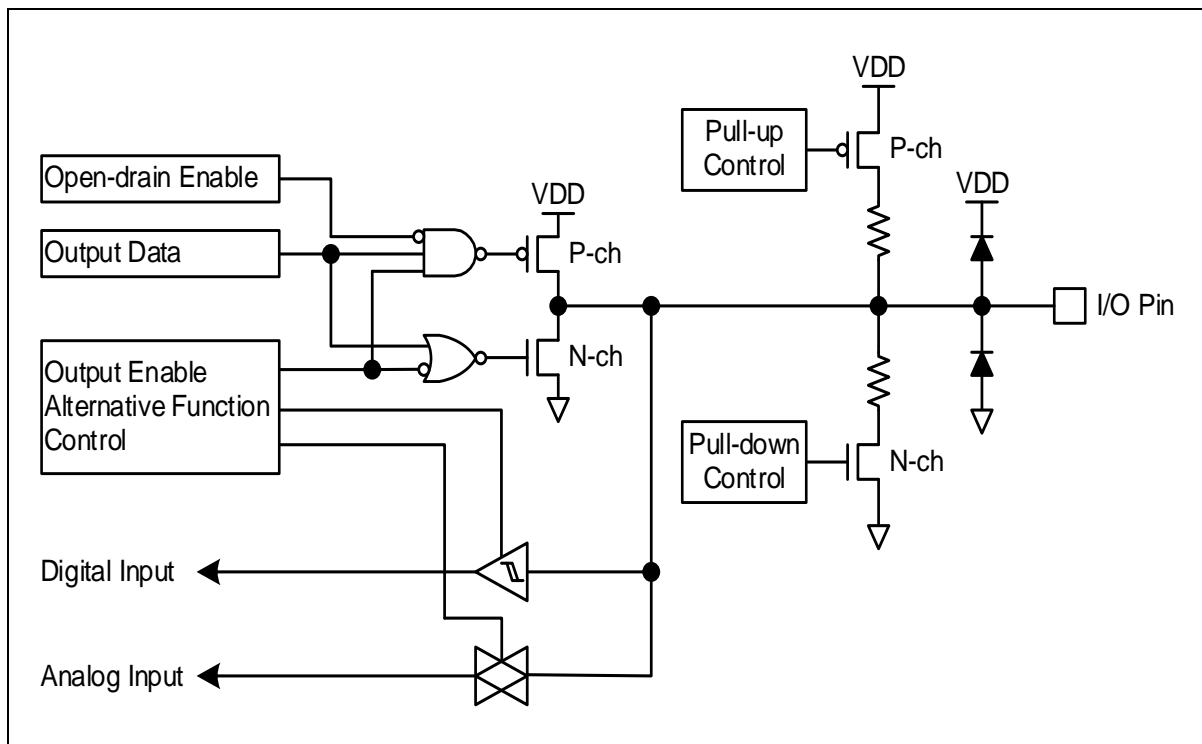 VDD
Pull-up
Control
P-ch
VDD
Open-drain Enable
VDD
Output Data
P-ch
I/O Pin
Output Enable
Alternative Function
Control
N-ch
Pull-down
Control
N-ch
Digital Input
Analog Input